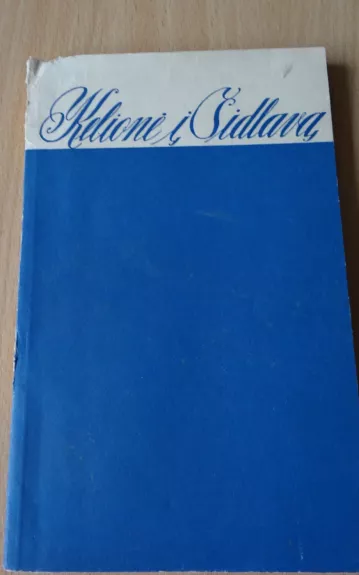 Kelionė į Šidlavą